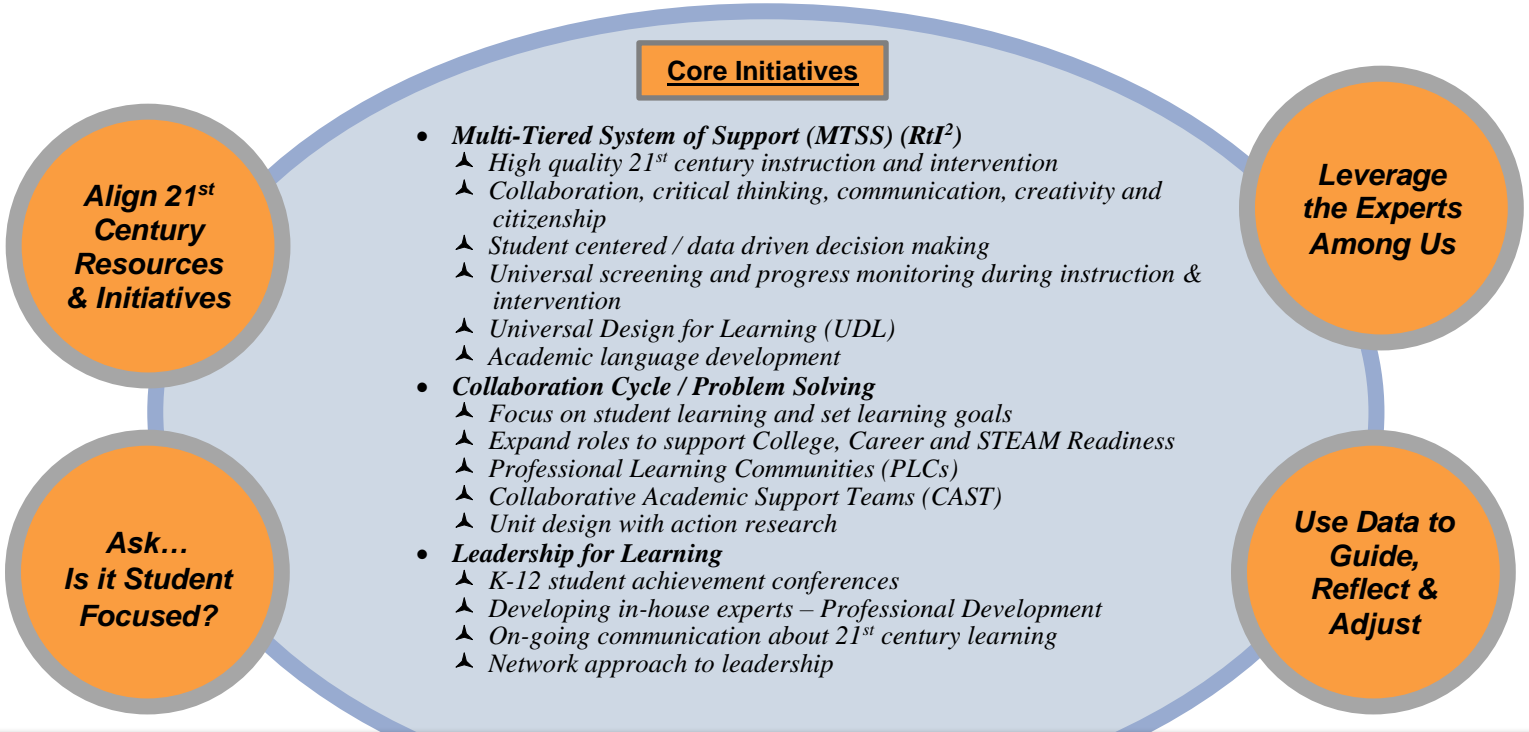 Core Initiatives
Align 21st
Century
Resources
& Initiatives
Ask…
Is it Student
Focused?
• Multi-Tiered System of Support (MTSS) (RtI²)
High quality 21st century instruction and intervention
Collaboration, critical thinking, communication, creativity and
citizenship
Student centered / data driven decision making
Universal screening and progress monitoring during instruction &
intervention
Universal Design for Learning (UDL)
Academic language development
• Collaboration Cycle / Problem Solving
Focus on student learning and set learning goals
Expand roles to support College, Career and STEAM Readiness
Professional Learning Communities (PLCs)
Collaborative Academic Support Teams (CAST)
Unit design with action research
• Leadership for Learning
K-12 student achievement conferences
Developing in-house experts – Professional Development
On-going communication about 21st century learning
Network approach to leadership
Leverage
the Experts
Among Us
Use Data to
Guide,
Reflect &
Adjust